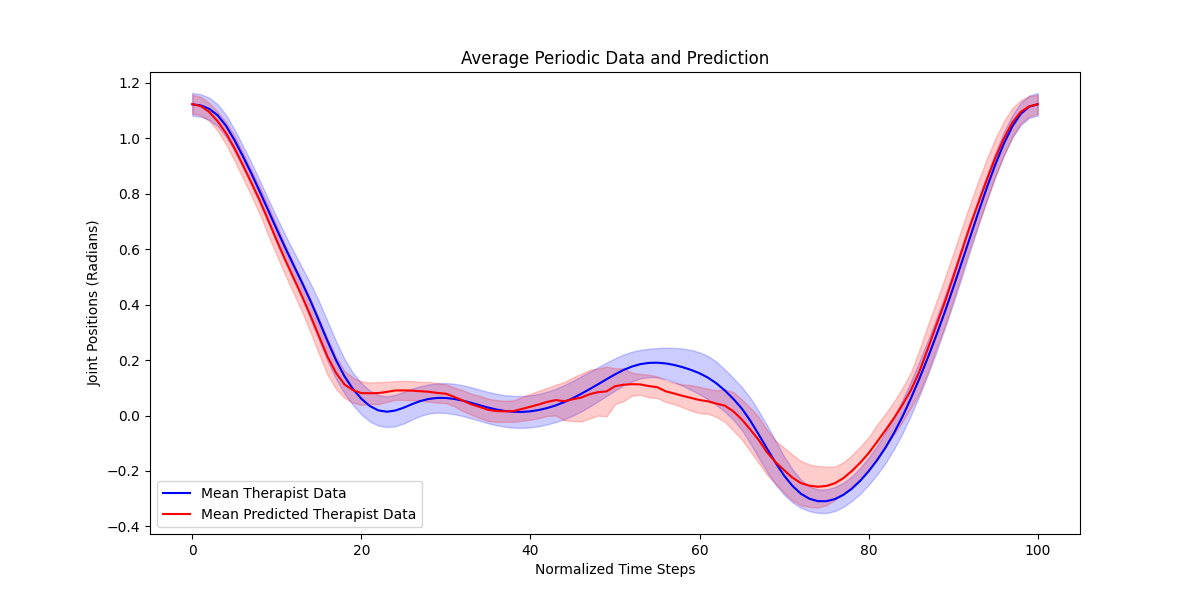 Average Periodic Data and Prediction
1.2
1.0
0.8
0.6
0.4
0.2
0.0
−0.2
−0.4
Joint Positions (Radians)
Mean Therapist Data
Mean Predicted Therapist Data
0 20 40 60 80 100
Normalized Time Steps